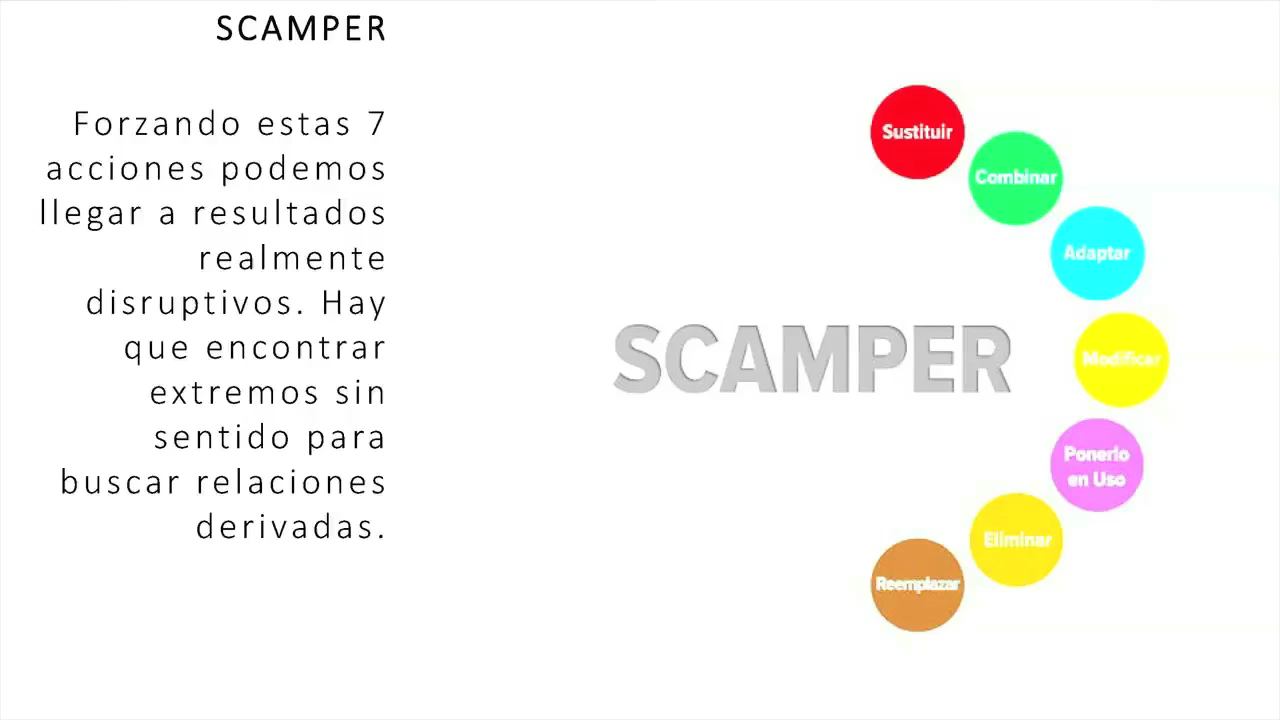 SCAMPER
Forzando estas 7
acciones podemos
llegar a resultados
realmente
disruptivos. Hay
que encontrar
extremos sin
sentido para
buscar relaciones
derivadas.
SCAMPER
Sustituir
Combinar
Adaptar
Modificar
Ponerlo
en Uso
Eliminar
Reemplazar